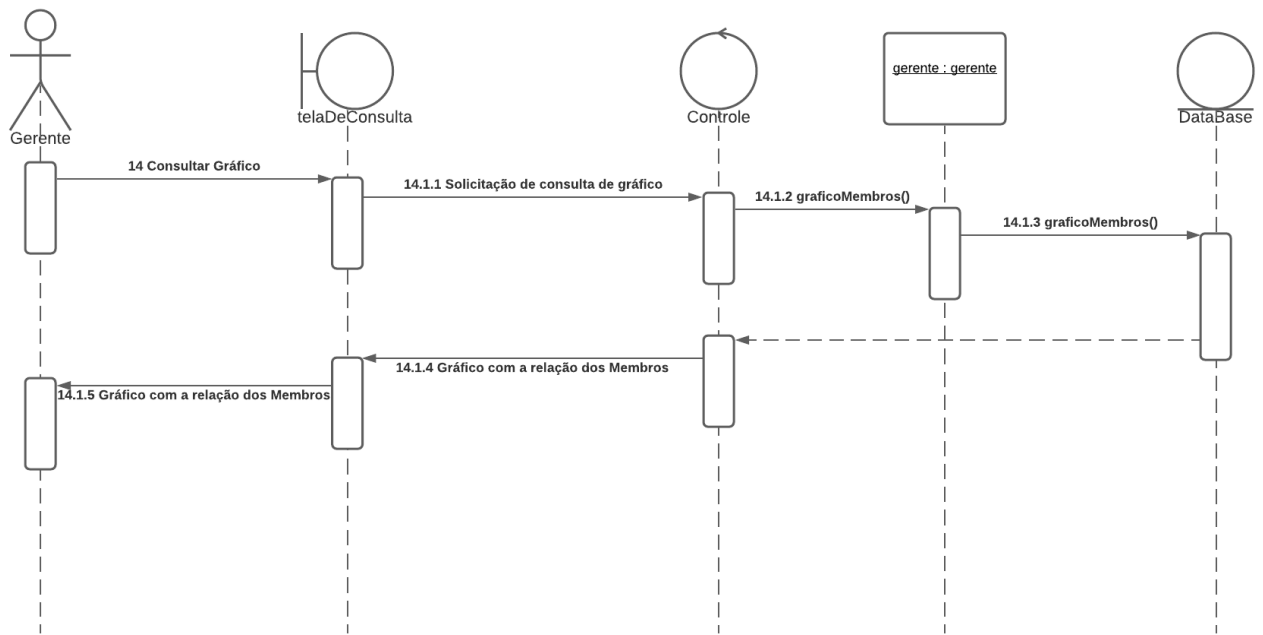 gerente : gerente
telaDeConsulta
Controle
DataBase
Gerente
14 Consultar Gráfico
14.1.1 Solicitação de consulta de gráfico
14.1.2 graficoMembros()
14.1.3 graficoMembros()
14.1.4 Gráfico com a relação dos Membros
14.1.5 Gráfico com a relação dos Membros